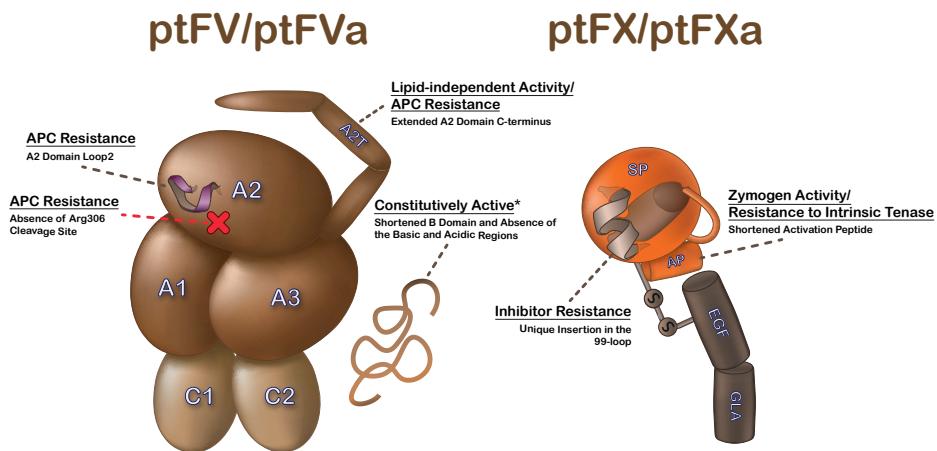 ptFV/ptFVa
ptFX/ptFXa
Lipid-independent Activity/
APC Resistance
Extended A2 Domain C-terminus
A2T
APC Resistance
A2 Domain Loop2
A2
APC Resistance
Absence of Arg306
Cleavage Site
Constitutively Active*
Shortened B Domain and Absence of
the Basic and Acidic Regions
A1
A3
C1
C2
SP
Zymogen Activity/
Resistance to Intrinsic Tenase
Shortened Activation Peptide
AP
S
S
Inhibitor Resistance
Unique Insertion in the
99-loop
EGF
GLA